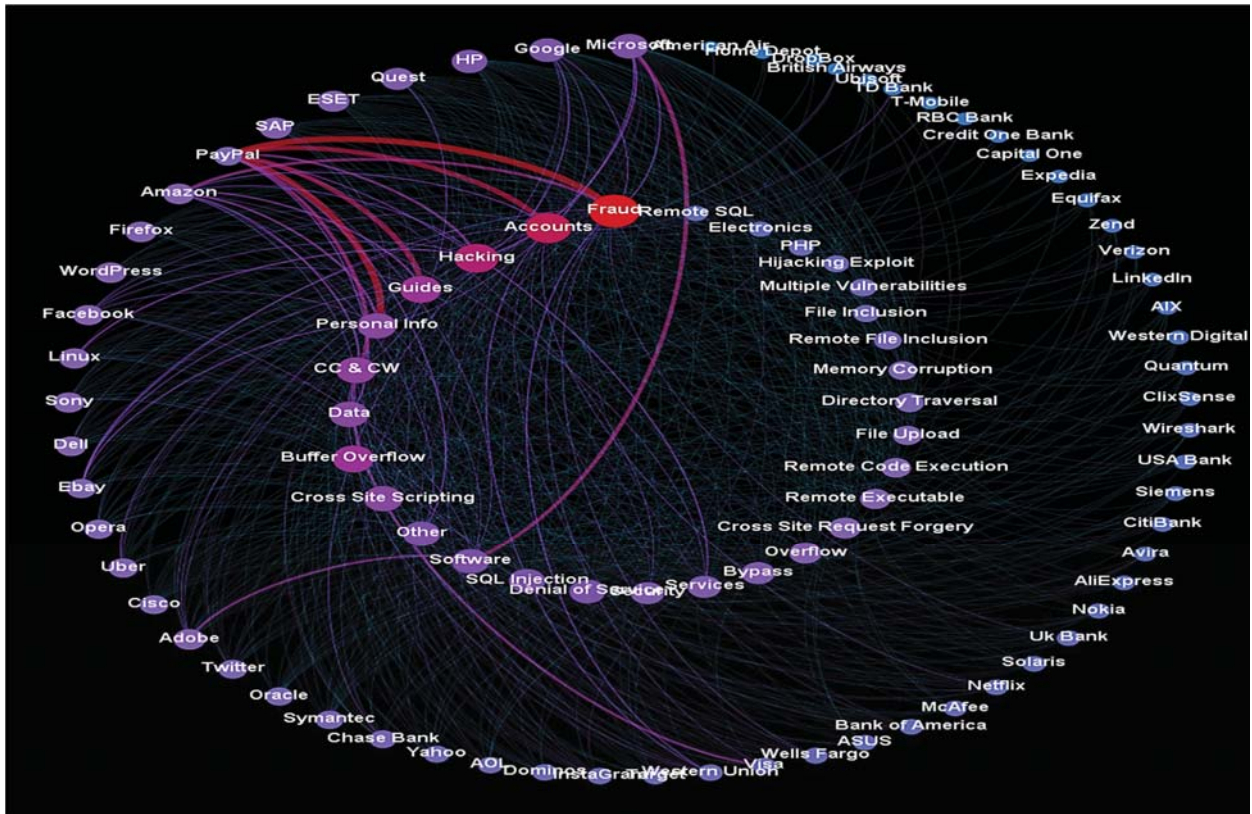 Microsoft
American Air
Home Depot
DropBox
British Airways
Ubisoft
TD Bank
T-Mobile
RBC Bank
Credit One Bank
Capital One
Expedia
Equifax
Zend
Verizon
LinkedIn
AIX
Western Digital
Quantum
ClixSense
Wireshark
USA Bank
Siemens
CitiBank
Avira
AliExpress
Nokia
Uk Bank
Solaris
Netflix
McAfee
Bank of America
ASUS
Wells Fargo
Visa
Western Union
Target
InstaGram
Dominos
AOL
Yahoo
Chase Bank
Symantec
Oracle
Twitter
Adobe
Cisco
Uber
Opera
Ebay
Dell
Sony
Linux
Facebook
WordPress
Firefox
Amazon
PayPal
SAP
ESET
Quest
HP
Google
Fraud
Remote SQL
Electronics
PHP
Hijacking Exploit
Multiple Vulnerabilities
File Inclusion
Remote File Inclusion
Memory Corruption
Directory Traversal
File Upload
Remote Code Execution
Remote Executable
Cross Site Request Forgery
Overflow
Bypass
Services
Security
Denial of Service
SQL Injection
Software
Other
Cross Site Scripting
Buffer Overflow
Data
CC & CW
Personal Info
Guides
Hacking
Accounts